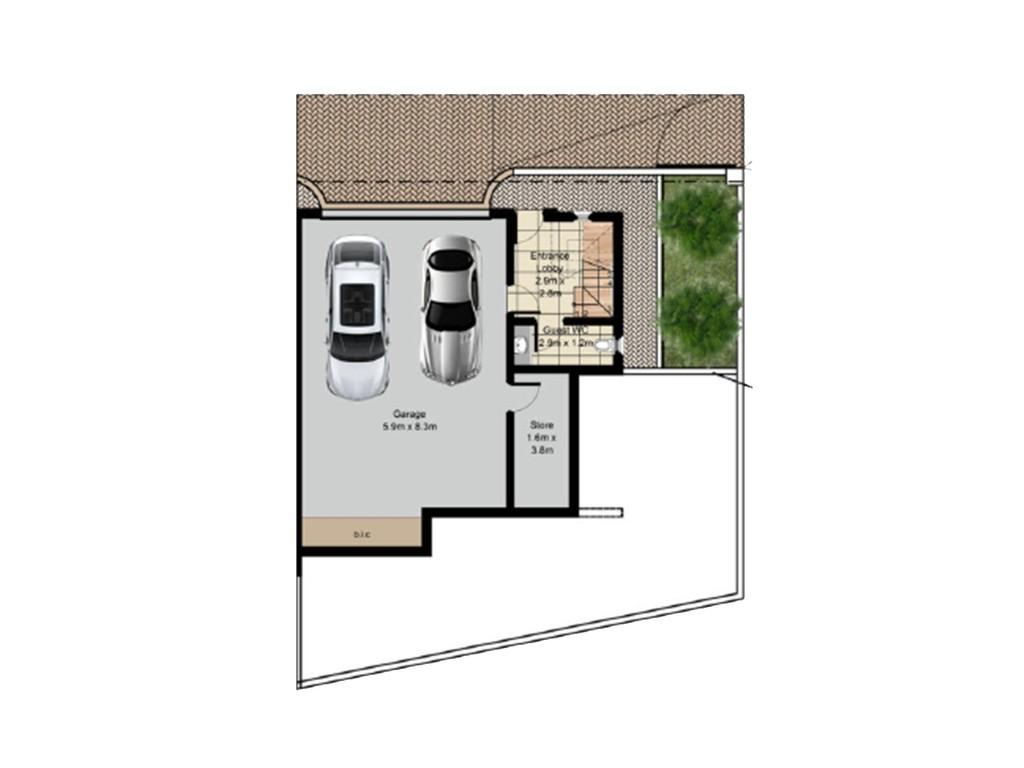 Entrance
Lobby
2.9m x
2.8m
Guest WC
2.9m x 1.2m
Garage
5.9m x 8.3m
Store
1.6m x
3.8m
b.i.c